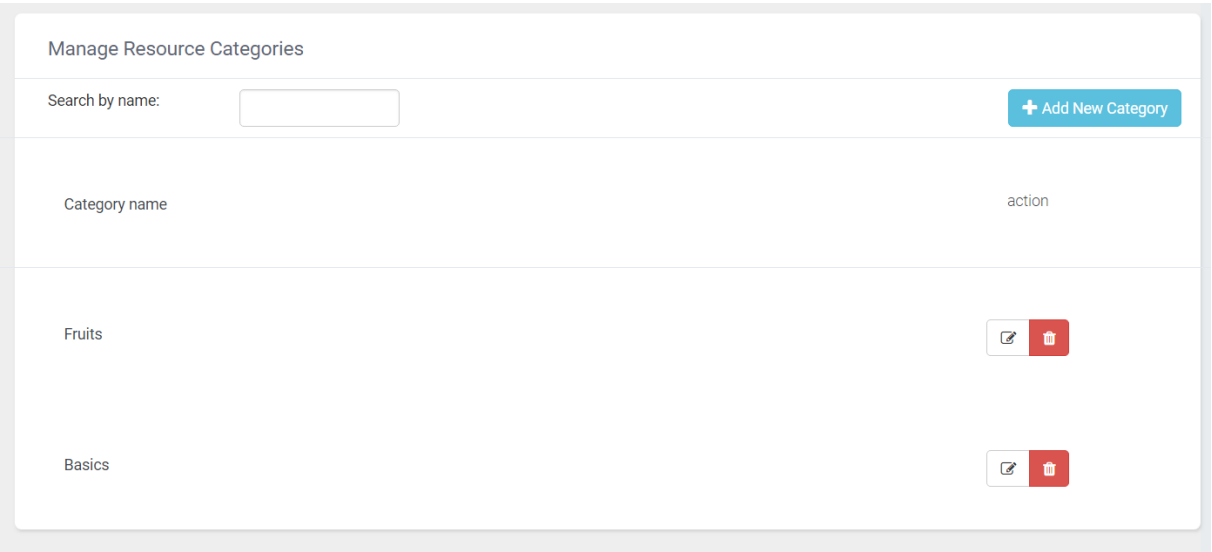 Manage Resource Categories
Search by name:
Add New Category
Category name
action
Fruits
Basics